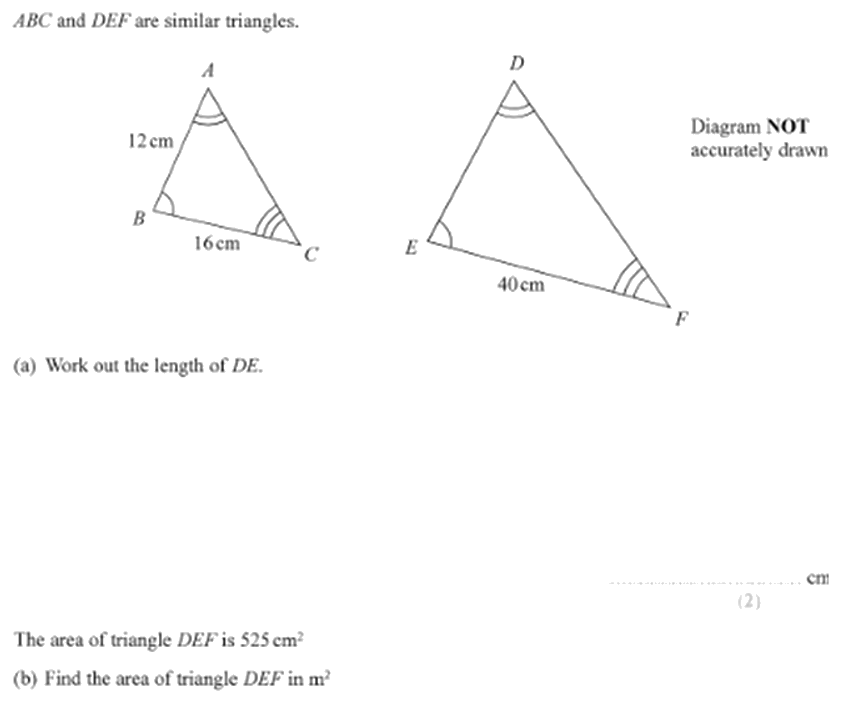 ABC and DEF are similar triangles.
A
D
Diagram NOT
accurately drawn
12 cm
B
16 cm
C
E
40 cm
F
(a) Work out the length of DE.
cm
(2)
The area of triangle DEF is 525 cm²
(b) Find the area of triangle DEF in m²